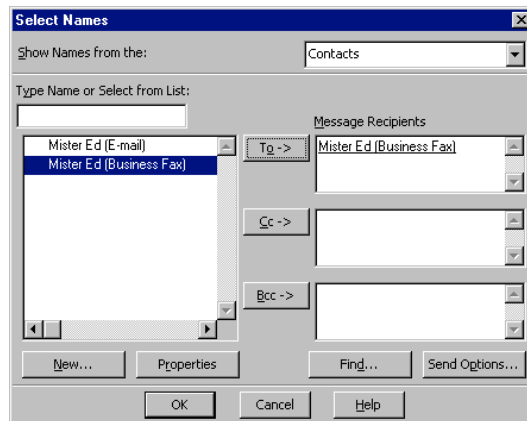 Select Names
Show Names from the:
Contacts
Type Name or Select from List:
Message Recipients
Mister Ed (E-mail)
Mister Ed (Business Fax)
To ->
Mister Ed (Business Fax)
Cc ->
Bcc ->
New...
Properties
Find...
Send Options...
OK
Cancel
Help